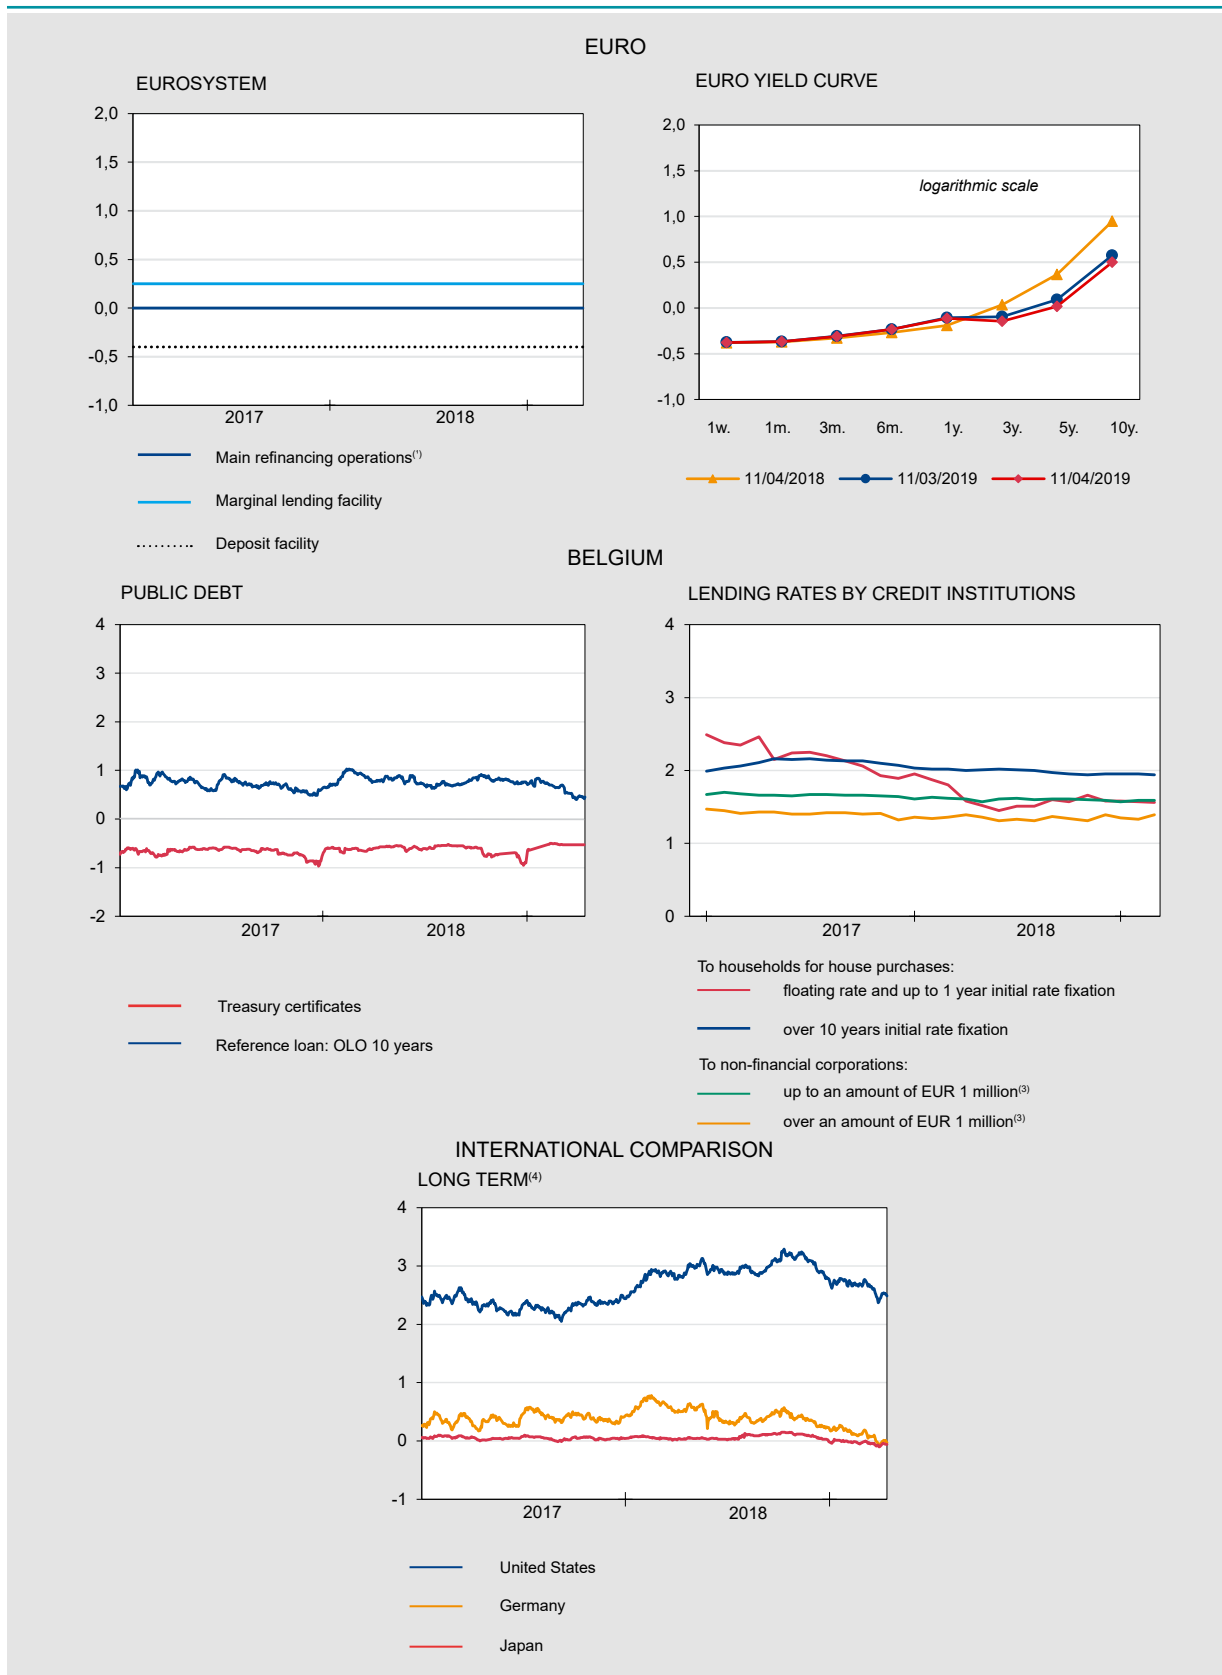 EURO
EUROSYSTEM
2,0
1,5
1,0
0,5
0,0
-0,5
-1,0
2017 2018
Main refinancing operations(¹)
Marginal lending facility
Deposit facility
EURO YIELD CURVE
2,0
1,5
1,0
0,5
0,0
-0,5
-1,0
logarithmic scale
1w. 1m. 3m. 6m. 1y. 3y. 5y. 10y.
11/04/2018 11/03/2019 11/04/2019
BELGIUM
PUBLIC DEBT
4
3
2
1
0
-1
-2
2017 2018
Treasury certificates
Reference loan: OLO 10 years
LENDING RATES BY CREDIT INSTITUTIONS
4
3
2
1
0
2017 2018
To households for house purchases:
floating rate and up to 1 year initial rate fixation
over 10 years initial rate fixation
To non-financial corporations:
up to an amount of EUR 1 million(3)
over an amount of EUR 1 million(3)
INTERNATIONAL COMPARISON
LONG TERM(4)
4
3
2
1
0
-1
2017 2018
United States
Germany
Japan